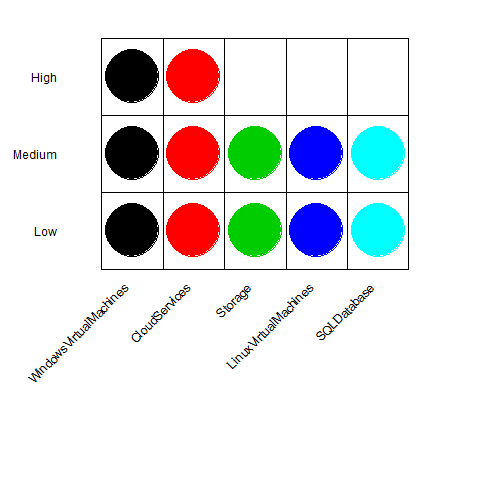 High
Medium
Low
WindowsVirtualMachines
CloudServices
Storage
LinuxVirtualMachines
SQLDatabase